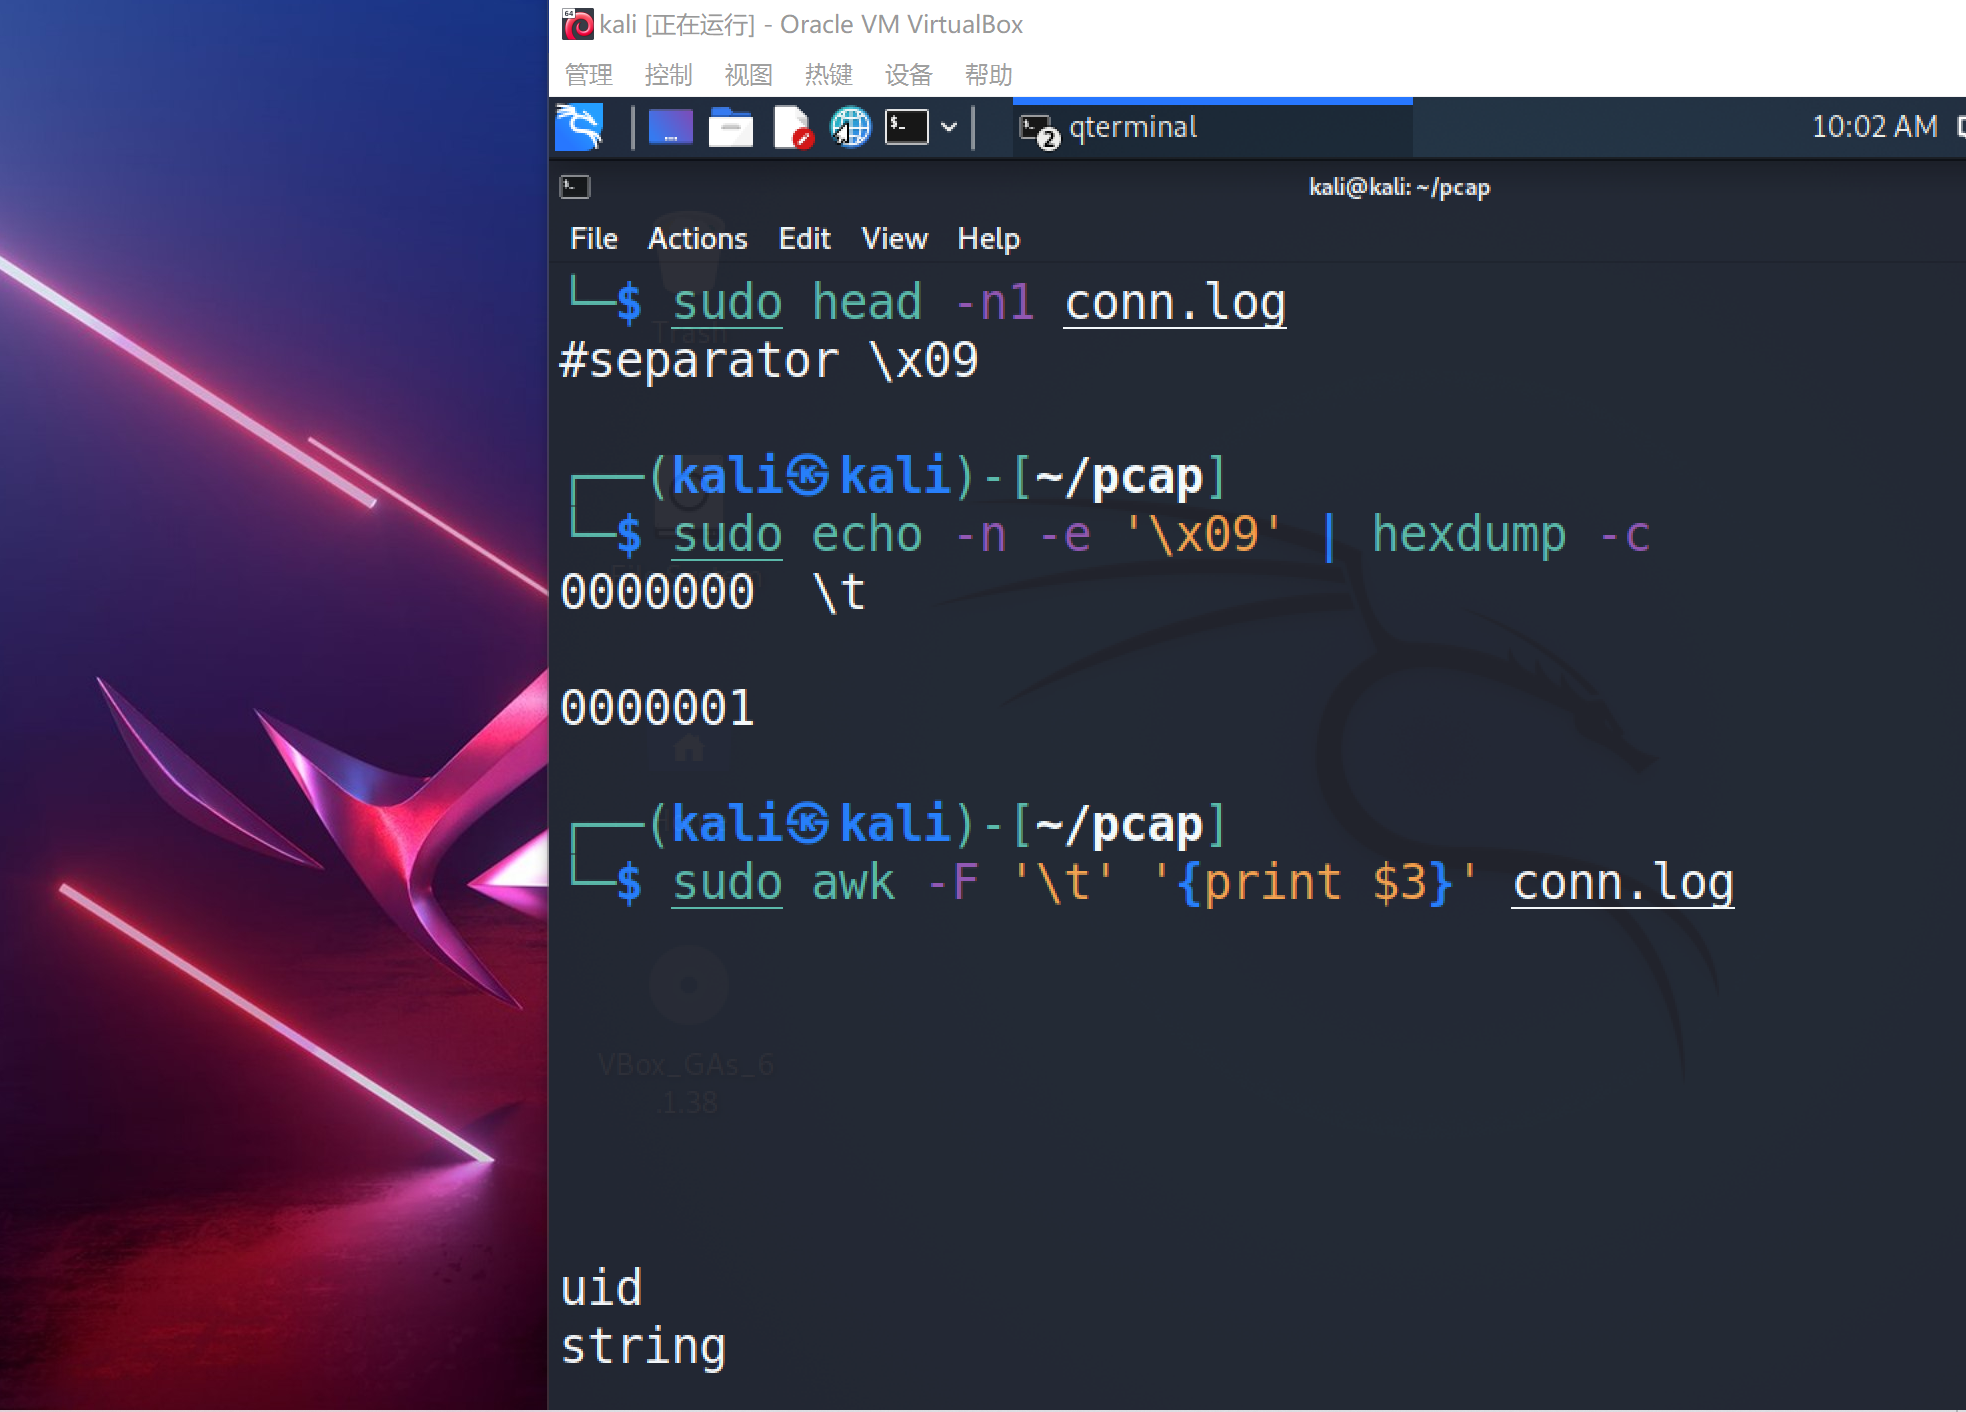 kali [正在运行] - Oracle VM VirtualBox
管理 控制 视图 热键 设备 帮助
qterminal 10:02 AM
kali@kali: ~/pcap
File Actions Edit View Help
└─$ sudo head -n1 conn.log
Trash
#separator \x09
┌──(kali㉿kali)-[~/pcap]
└─$ sudo echo -n -e '\x09' | hexdump -c
0000000  \t
0000001
┌──(kali㉿kali)-[~/pcap]
└─$ sudo awk -F '\t' '{print $3}' conn.log
VBox_GAs_6
.1.38
uid
string